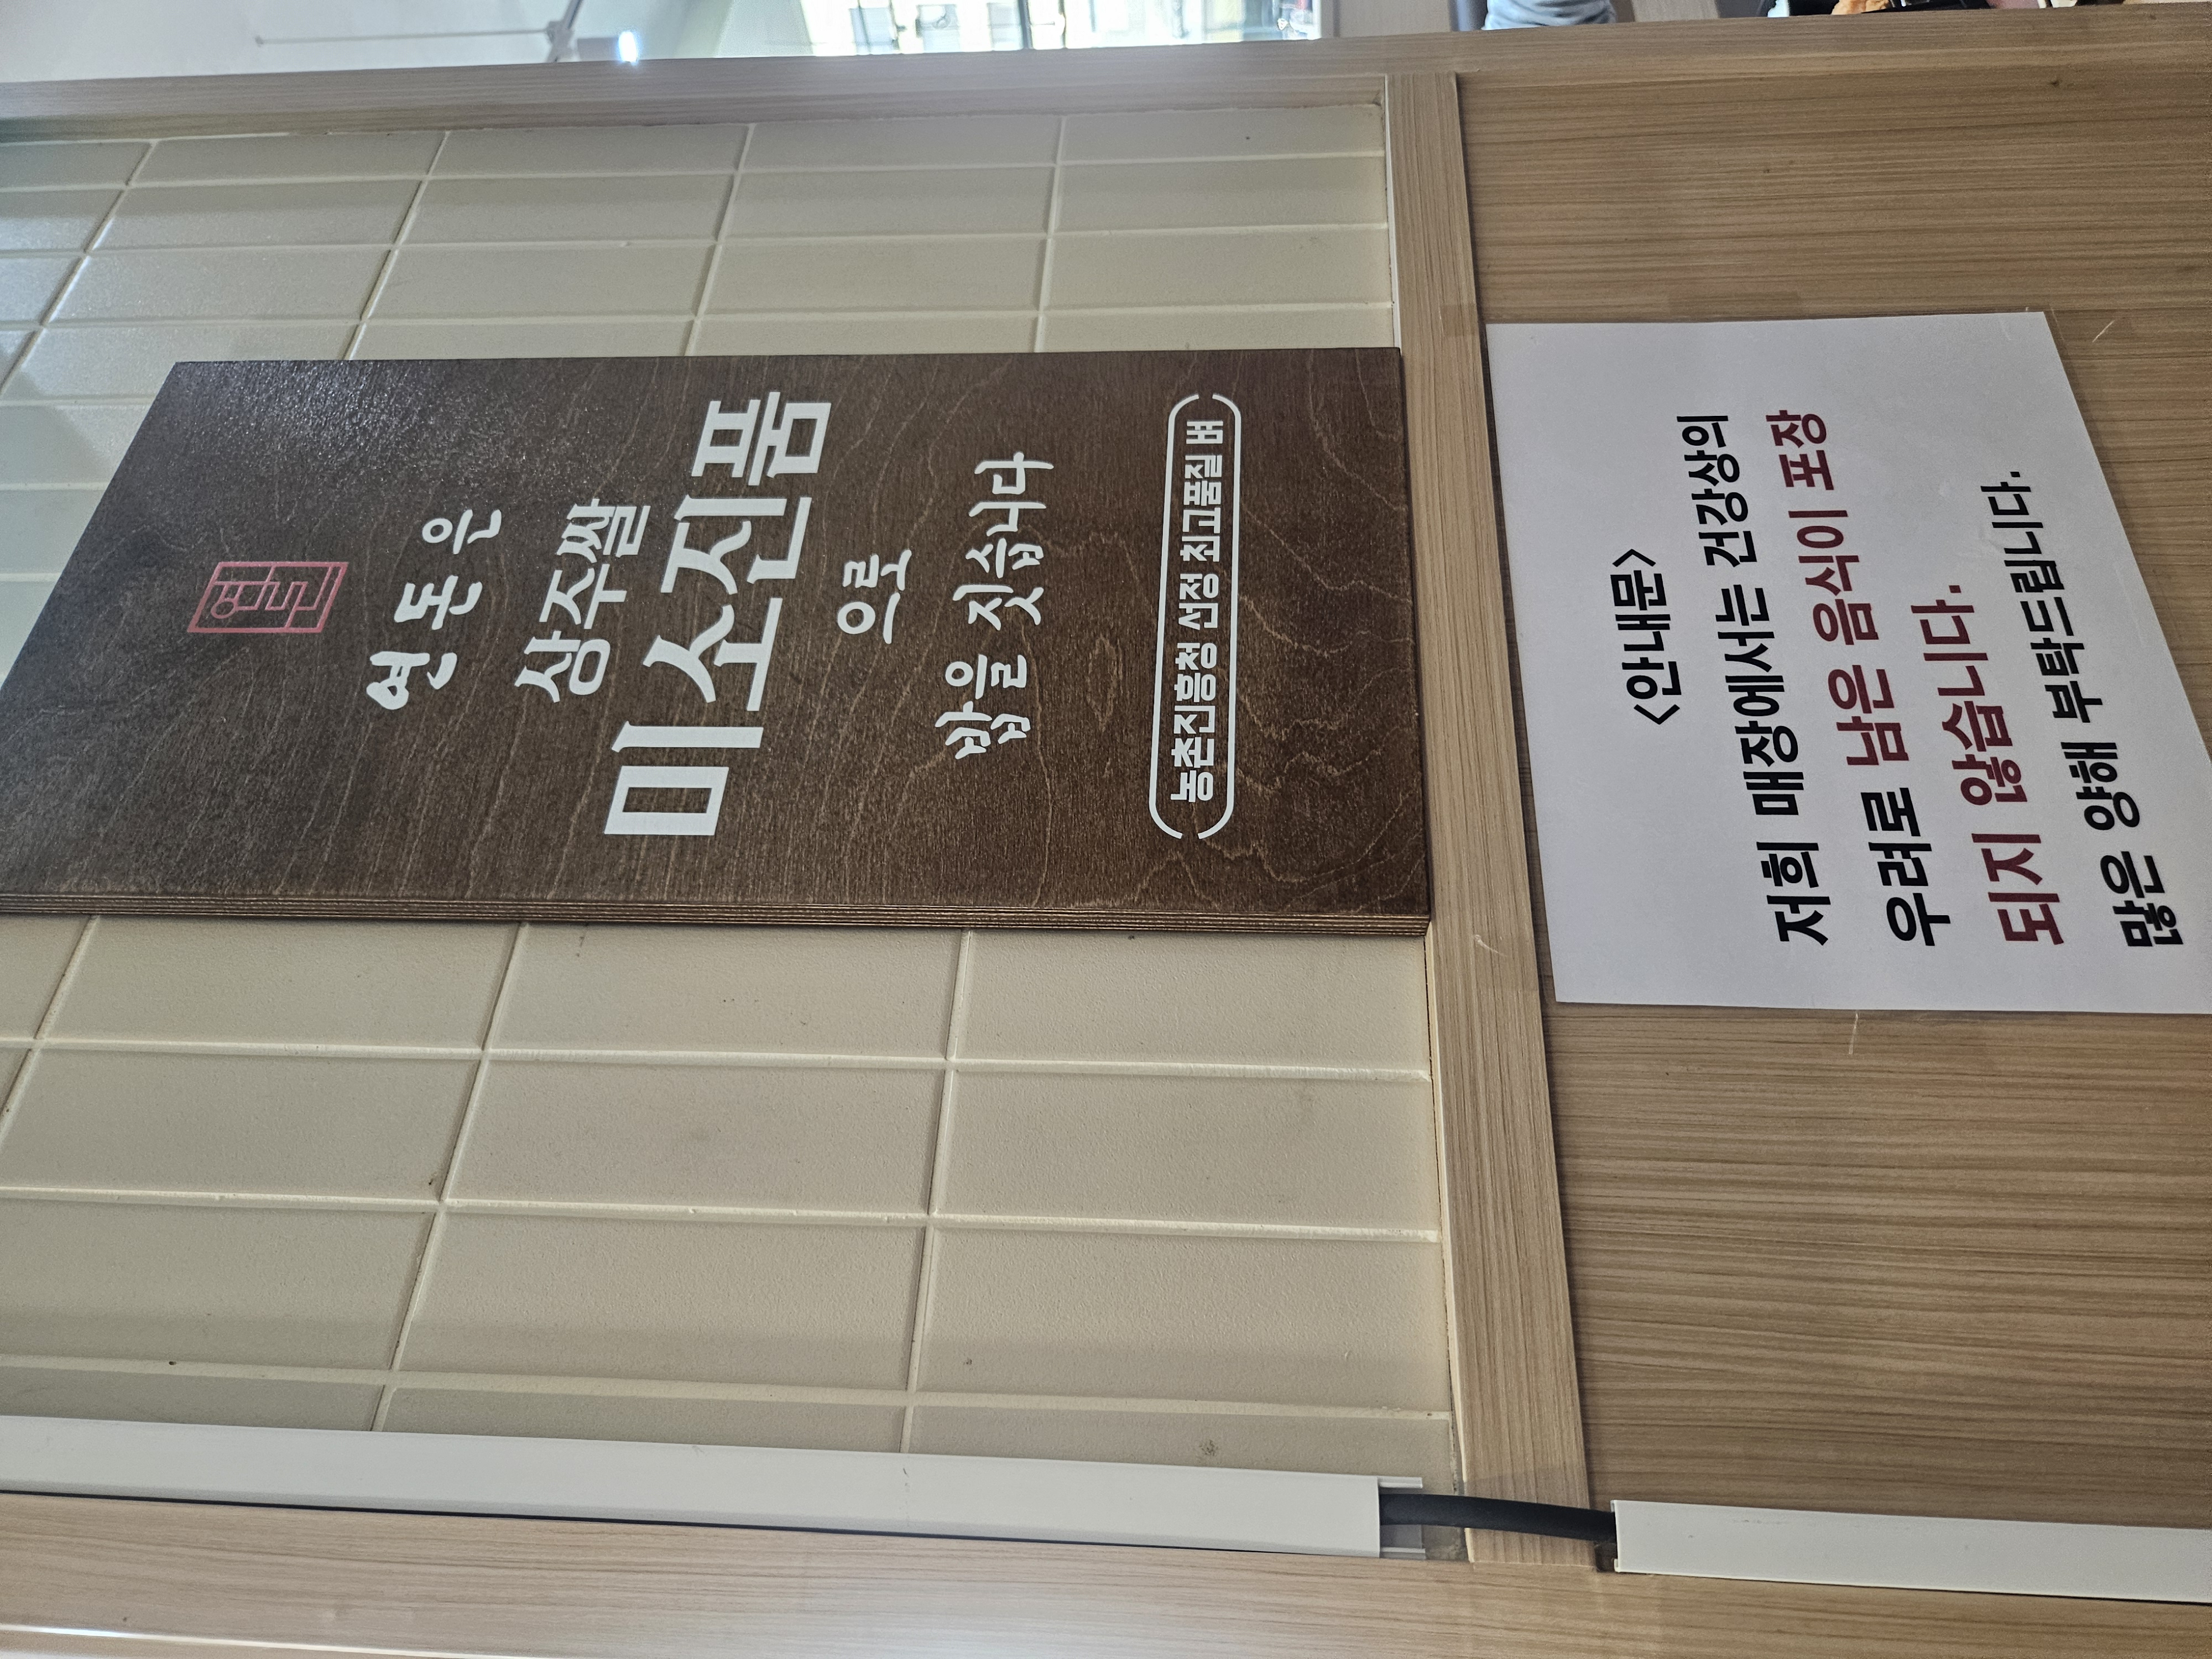 연돈
연돈은
상주쌀
미소진품
으로
밥을 짓습니다
농촌진흥청 선정 최고품질 벼
<안내문>
저희 매장에서는 건강상의
우려로 남은 음식이 포장
되지 않습니다.
많은 양해 부탁드립니다.